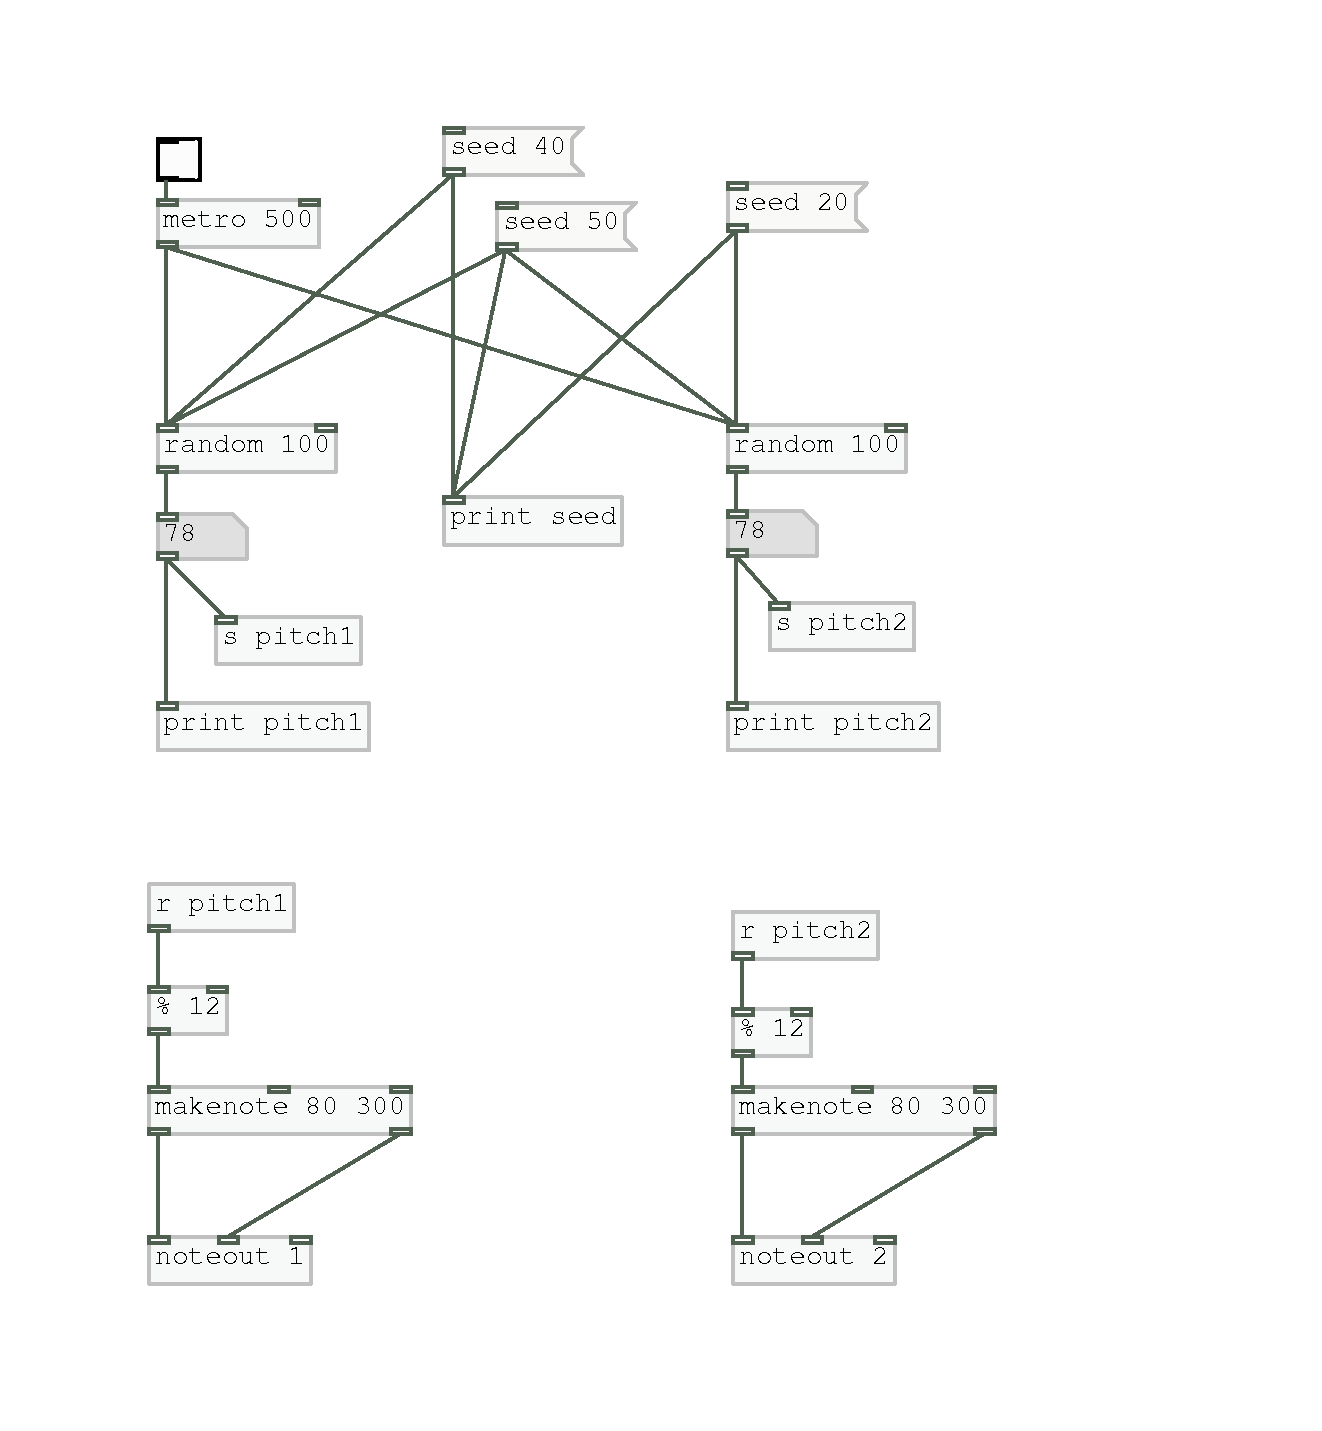 seed 40
seed 20
metro 500
seed 50
random 100
random 100
print seed
78
78
s pitch1
s pitch2
print pitch1
print pitch2
r pitch1
r pitch2
% 12
% 12
makenote 80 300
makenote 80 300
noteout 1
noteout 2